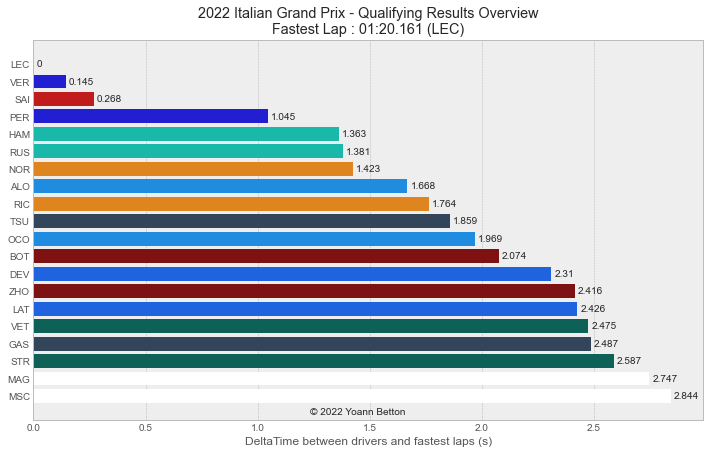 2022 Italian Grand Prix - Qualifying Results Overview
Fastest Lap : 01:20.161 (LEC)
LEC 0
VER 0.145
SAI 0.268
PER 1.045
HAM 1.363
RUS 1.381
NOR 1.423
ALO 1.668
RIC 1.764
TSU 1.859
OCO 1.969
BOT 2.074
DEV 2.31
ZHO 2.416
LAT 2.426
VET 2.475
GAS 2.487
STR 2.587
MAG 2.747
MSC 2.844
© 2022 Yoann Betton
0.0 0.5 1.0 1.5 2.0 2.5
DeltaTime between drivers and fastest laps (s)